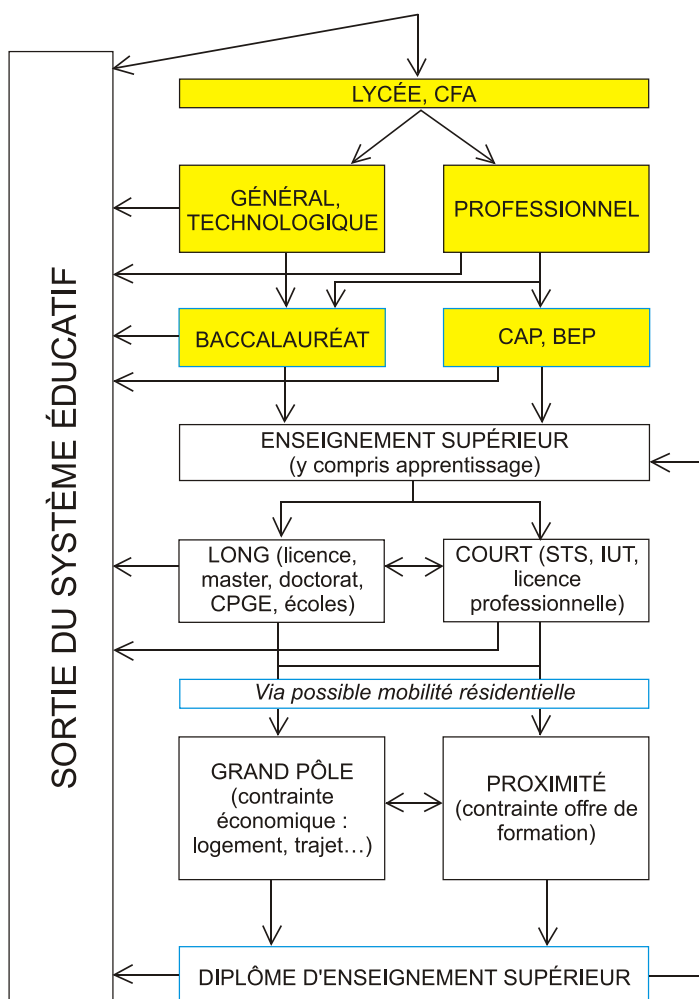 SORTIE DU SYSTÈME ÉDUCATIF
LYCÉE, CFA
GÉNÉRAL,
TECHNOLOGIQUE
PROFESSIONNEL
BACCALAURÉAT
CAP, BEP
ENSEIGNEMENT SUPÉRIEUR
(y compris apprentissage)
LONG (licence,
master, doctorat,
CPGE, écoles)
COURT (STS, IUT,
licence
professionnelle)
Via possible mobilité résidentielle
GRAND PÔLE
(contrainte
économique :
logement, trajet…)
PROXIMITÉ
(contrainte offre de
formation)
DIPLÔME D'ENSEIGNEMENT SUPÉRIEUR